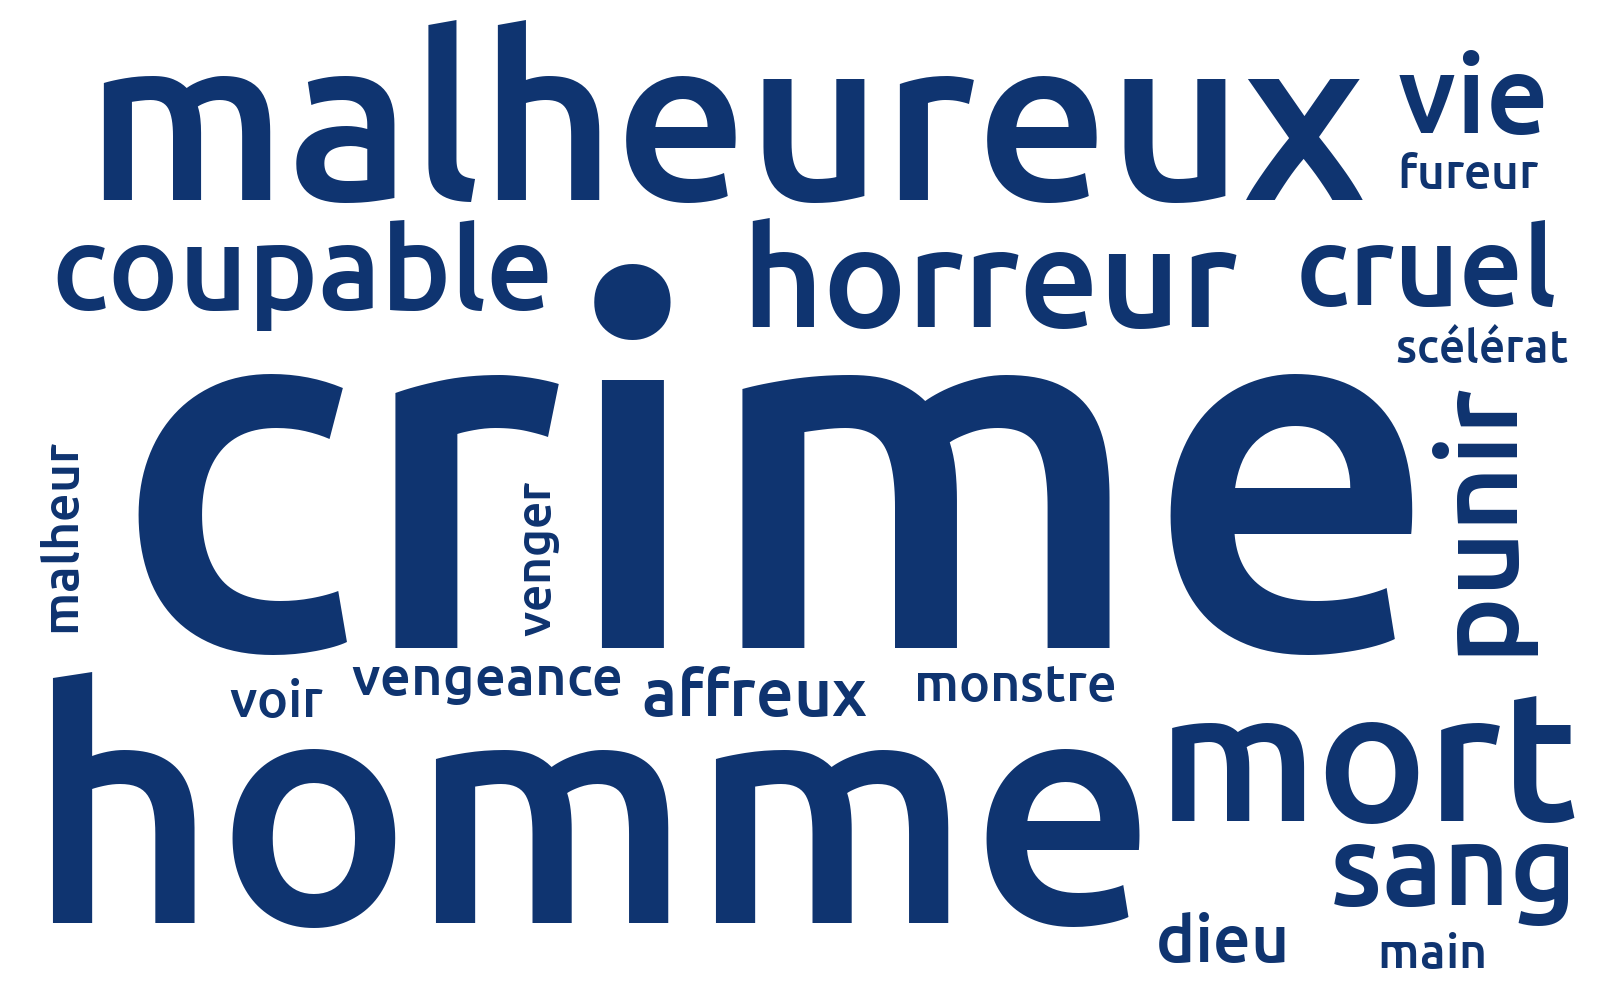 malheureux
vie
fureur
coupable
horreur
cruel
scélérat
crime
malheur
venger
punir
voir
vengeance
affreux
monstre
homme
mort
sang
dieu
main